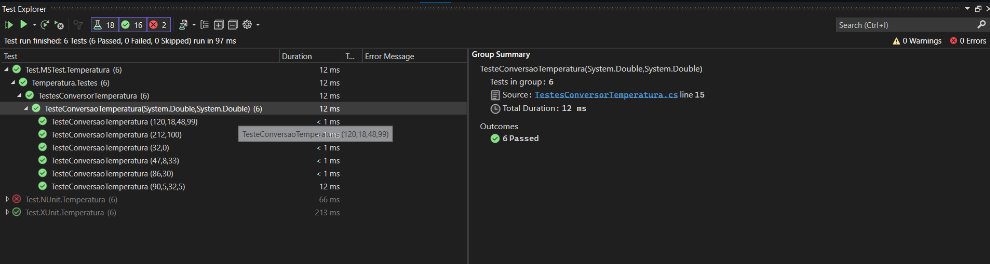 Test Explorer
18 16 2
Search (Ctrl+I)
Test run finished: 6 Tests (6 Passed, 0 Failed, 0 Skipped) run in 97 ms
0 Warnings 0 Errors
Test Duration T... Error Message
Test.MSTest.Temperatura (6) 12 ms
Temperatura.Testes (6) 12 ms
TestesConversorTemperatura (6) 12 ms
TesteConversaoTemperatura(System.Double,System.Double) (6) 12 ms
TesteConversaoTemperatura (120,18,48,99) < 1 ms
TesteConversaoTemperatura (212,100)
TesteConversaoTemperatura (120,18,48,99)
TesteConversaoTemperatura (32,0) < 1 ms
TesteConversaoTemperatura (47,8,33) < 1 ms
TesteConversaoTemperatura (86,30) < 1 ms
TesteConversaoTemperatura (90,5,32,5) 12 ms
Test.NUnit.Temperatura (6) 66 ms
Test.XUnit.Temperatura (6) 213 ms
Group Summary
TesteConversaoTemperatura(System.Double,System.Double)
Tests in group: 6
Source: TestesConversorTemperatura.cs line 15
Total Duration: 12 ms
Outcomes
6 Passed